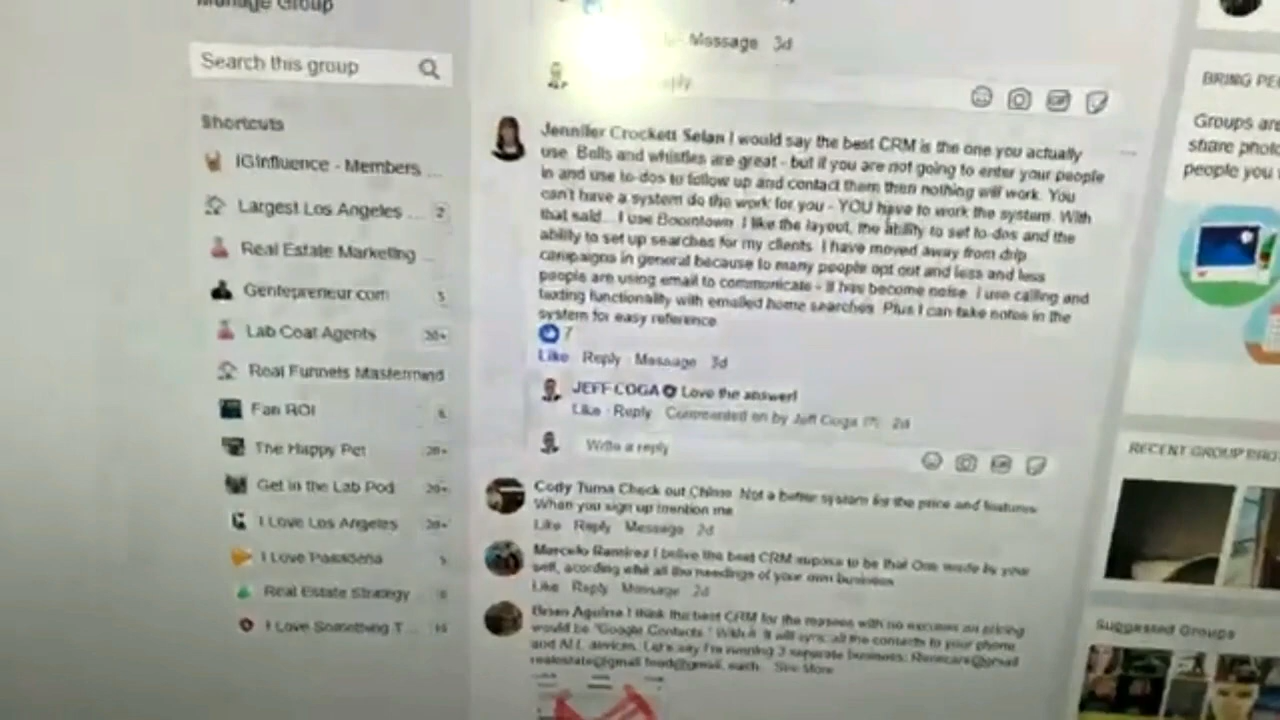 Manage Group
Search this group
Shortcuts
IGInfluence - Members ...
Largest Los Angeles ... 2
Real Estate Marketing ...
Gentepreneur.com 5
Lab Coat Agents 20+
Real Funnels Mastermind
Fan ROI 6
The Happy Pet 20+
Get in the Lab Pod 20+
I Love Los Angeles 20+
I Love Pasadena
Real Estate Strategy
I Love Something T...
Message 3d
Jennifer Crockett Selan I would say the best CRM is the one you actually
use. Bells and whistles are great - but if you are not going to enter your people
in and use to-dos to follow up and contact them then nothing will work. You
can't have a system do the work for you - YOU have to work the system. With
that said... I use Boomtown. I like the layout, the ability to set to-dos and the
ability to set up searches for my clients. I have moved away from drip
campaigns in general because to many people opt out and less and less
people are using email to communicate - it has become noise. I use calling and
texting functionality with emailed home searches. Plus I can take notes in the
system for easy reference.
7
Like Reply Message 3d
JEFF COGA Love the answer!
Like Reply Commented on by Jeff Coga 2d
Write a reply
Cody Tuma Check out Chime. Not a better system for the price and features
When you sign up mention me
Like Reply Message 2d
Marcelo Ramirez I belive the best CRM supose to be that One made by your
self, acording whit all the needings of your own business
Like Reply Message 2d
Brian Aguirre I think the best CRM for the masses with no excuses on pricing
would be "Google Contacts." With it. It will sync all the contacts to your phone
and ALL devices. Let's say I'm running 3 separate business:
realestate@gmail food@gmail, each... See More
BRING PE
Groups are
share photo
people you
RECENT GROUP PHOT
Suggested Groups